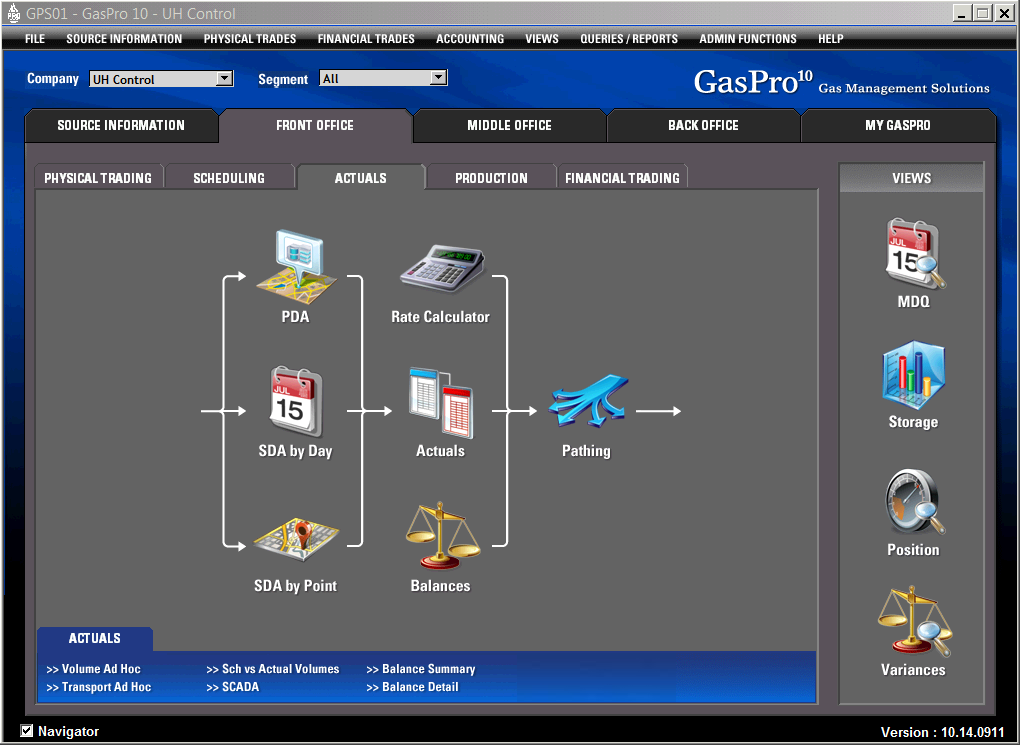 GPS01 - GasPro 10 - UH Control
FILE SOURCE INFORMATION PHYSICAL TRADES FINANCIAL TRADES ACCOUNTING VIEWS QUERIES / REPORTS ADMIN FUNCTIONS HELP
Company UH Control Segment All
GasPro10 Gas Management Solutions
SOURCE INFORMATION FRONT OFFICE MIDDLE OFFICE BACK OFFICE MY GASPRO
PHYSICAL TRADING SCHEDULING ACTUALS PRODUCTION FINANCIAL TRADING VIEWS
JUL
15
PDA Rate Calculator
MDQ
JUL
15
Storage
SDA by Day Actuals Pathing
Position
SDA by Point Balances
ACTUALS
Variances
>> Volume Ad Hoc >> Sch vs Actual Volumes >> Balance Summary
>> Transport Ad Hoc >> SCADA >> Balance Detail
Navigator Version : 10.14.0911